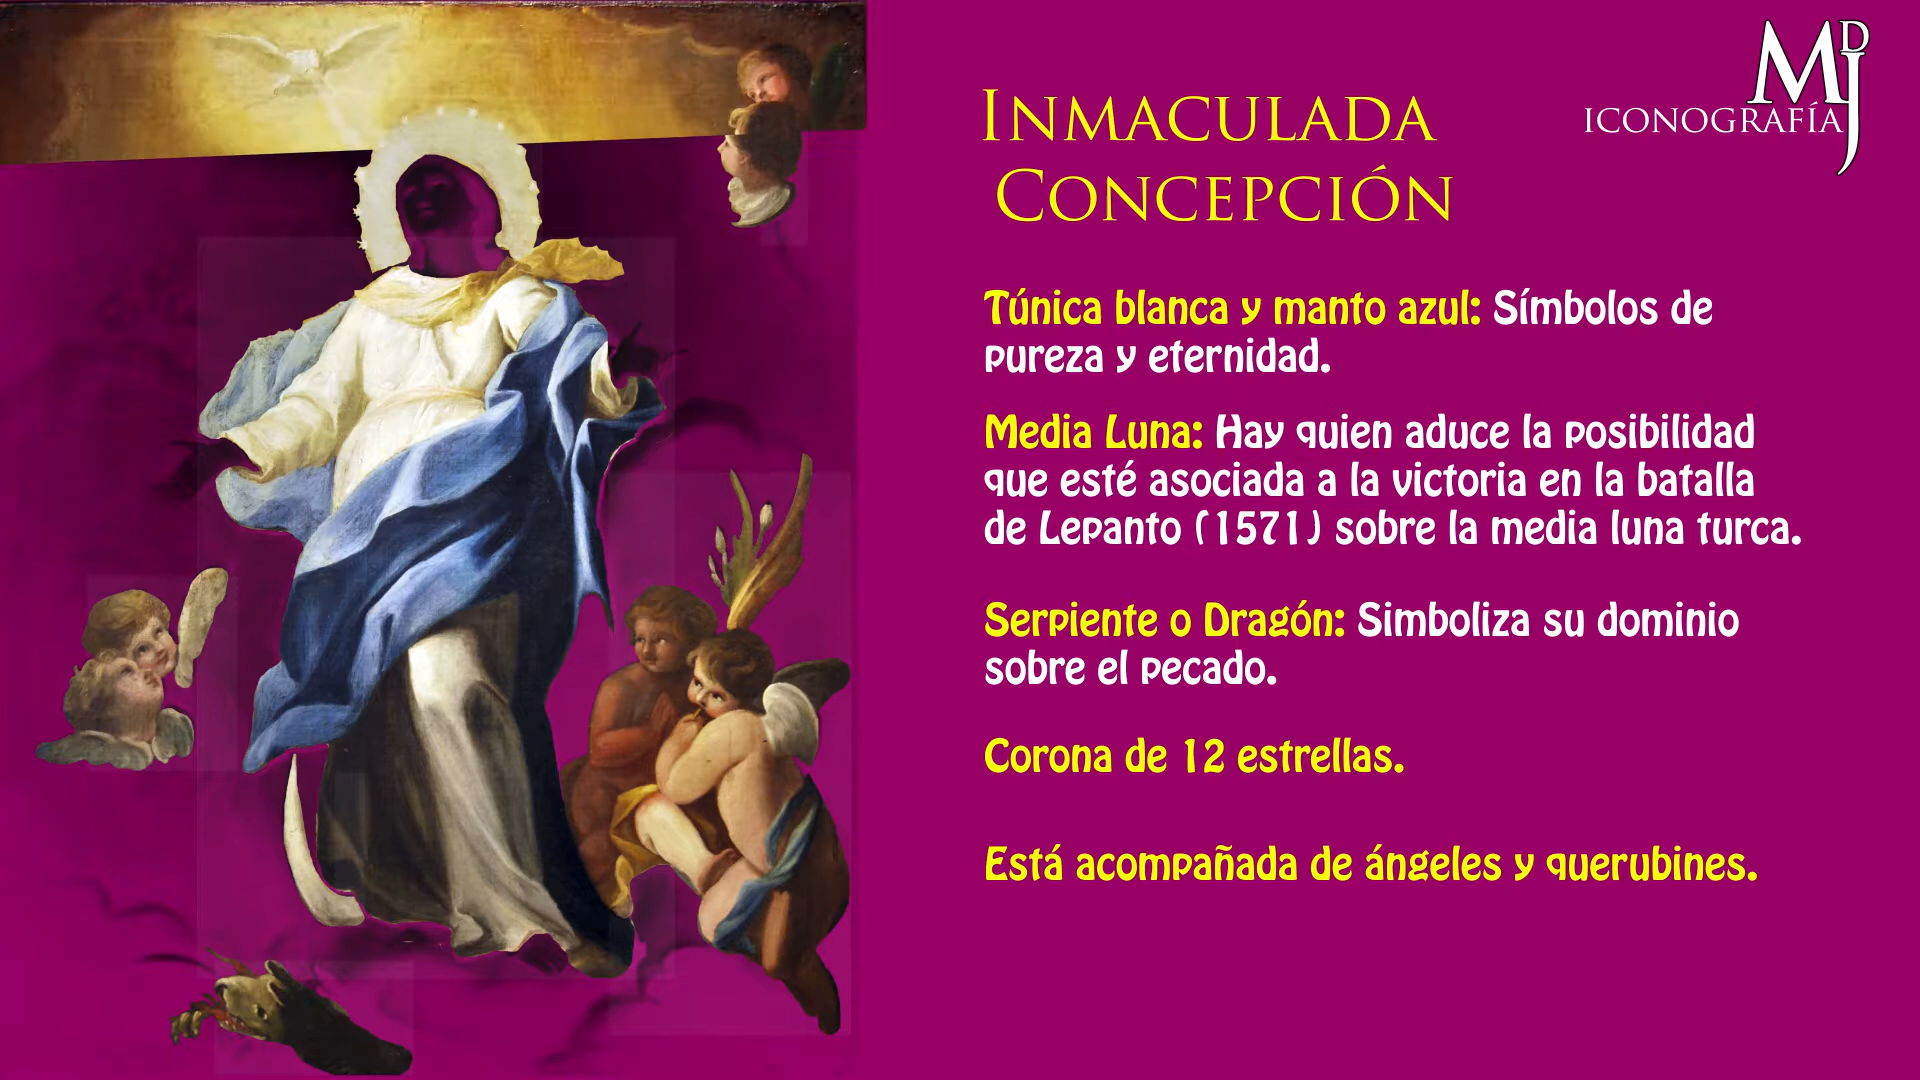 INMACULADA
CONCEPCIÓN
MDJ
ICONOGRAFÍA
Túnica blanca y manto azul: Símbolos de
pureza y eternidad.
Media Luna: Hay quien aduce la posibilidad
que esté asociada a la victoria en la batalla
de Lepanto (1571) sobre la media luna turca.
Serpiente o Dragón: Simboliza su dominio
sobre el pecado.
Corona de 12 estrellas.
Está acompañada de ángeles y querubines.